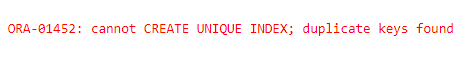 ORA-01452: cannot CREATE UNIQUE INDEX; duplicate keys found